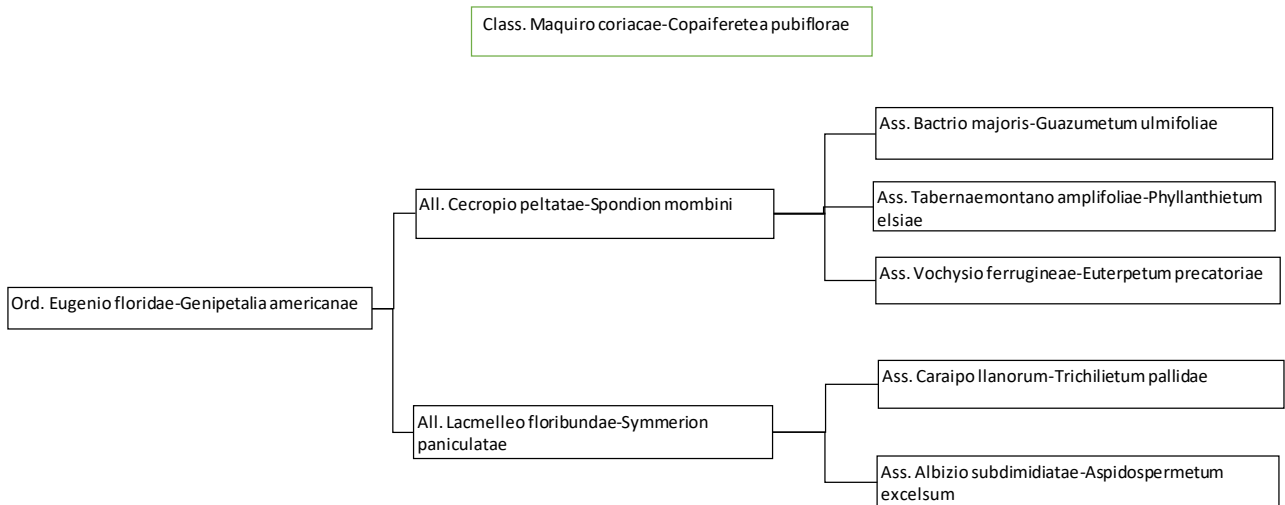 Class. Maquiro coriacae-Copaiferetea pubiflorae
Ass. Bactrio majoris-Guazumetum ulmifoliae
All. Cecropio peltatae-Spondion mombini
Ass. Tabernaemontano amplifoliae-Phyllanthietum
elsiae
Ass. Vochysio ferrugineae-Euterpetum precatoriae
Ord. Eugenio floridae-Genipetalia americanae
Ass. Caraipo llanorum-Trichilietum pallidae
All. Lacmelleo floribundae-Symmerion
paniculatae
Ass. Albizio subdimidiatae-Aspidospermetum
excelsum